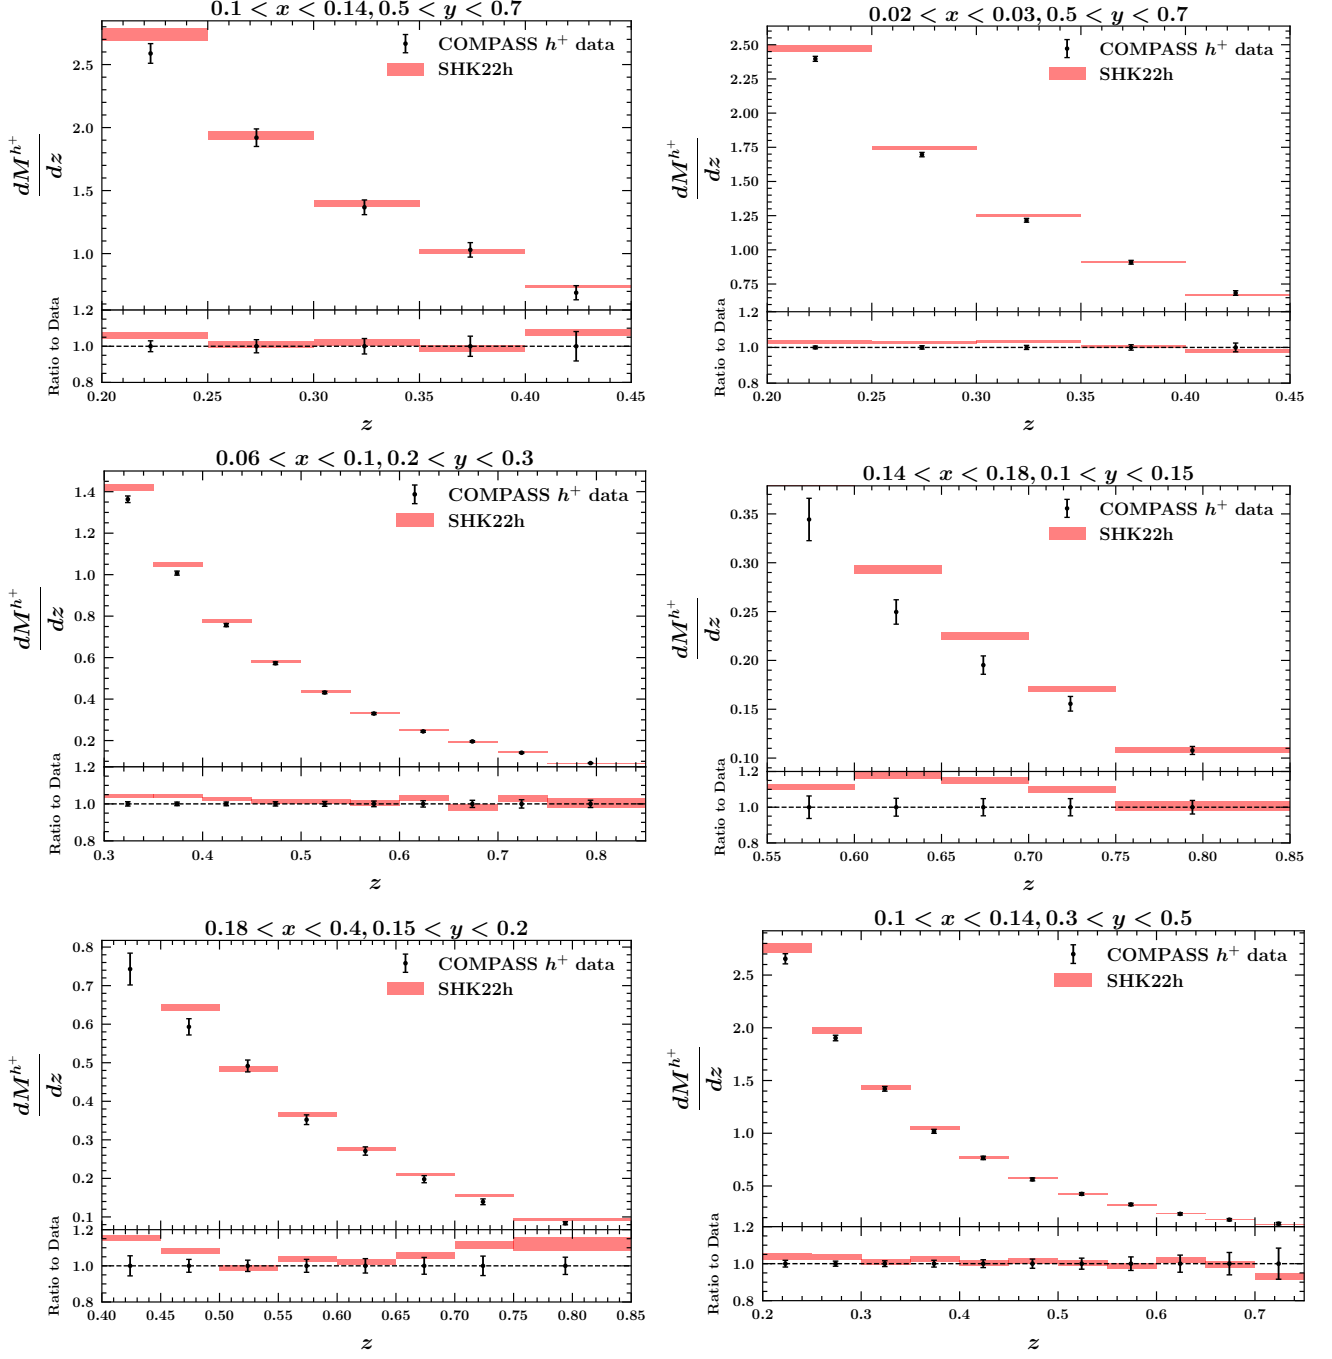 0.1 < x < 0.14, 0.5 < y < 0.7
COMPASS h⁺ data
SHK22h
dM^{h⁺}
dz
2.5
2.0
1.5
1.0
1.2
1.0
0.8
Ratio to Data
0.20 0.25 0.30 0.35 0.40 0.45
z
0.02 < x < 0.03, 0.5 < y < 0.7
COMPASS h⁺ data
SHK22h
dM^{h⁺}
dz
2.50
2.25
2.00
1.75
1.50
1.25
1.00
0.75
1.2
1.0
0.8
Ratio to Data
0.20 0.25 0.30 0.35 0.40 0.45
z
0.06 < x < 0.1, 0.2 < y < 0.3
COMPASS h⁺ data
SHK22h
dM^{h⁺}
dz
1.4
1.2
1.0
0.8
0.6
0.4
0.2
1.2
1.0
0.8
Ratio to Data
0.3 0.4 0.5 0.6 0.7 0.8
z
0.14 < x < 0.18, 0.1 < y < 0.15
COMPASS h⁺ data
SHK22h
dM^{h⁺}
dz
0.35
0.30
0.25
0.20
0.15
0.10
1.2
1.0
0.8
Ratio to Data
0.55 0.60 0.65 0.70 0.75 0.80 0.85
z
0.18 < x < 0.4, 0.15 < y < 0.2
COMPASS h⁺ data
SHK22h
dM^{h⁺}
dz
0.8
0.7
0.6
0.5
0.4
0.3
0.2
0.1
1.2
1.0
0.8
Ratio to Data
0.40 0.45 0.50 0.55 0.60 0.65 0.70 0.75 0.80 0.85
z
0.1 < x < 0.14, 0.3 < y < 0.5
COMPASS h⁺ data
SHK22h
dM^{h⁺}
dz
2.5
2.0
1.5
1.0
0.5
1.2
1.0
0.8
Ratio to Data
0.2 0.3 0.4 0.5 0.6 0.7
z